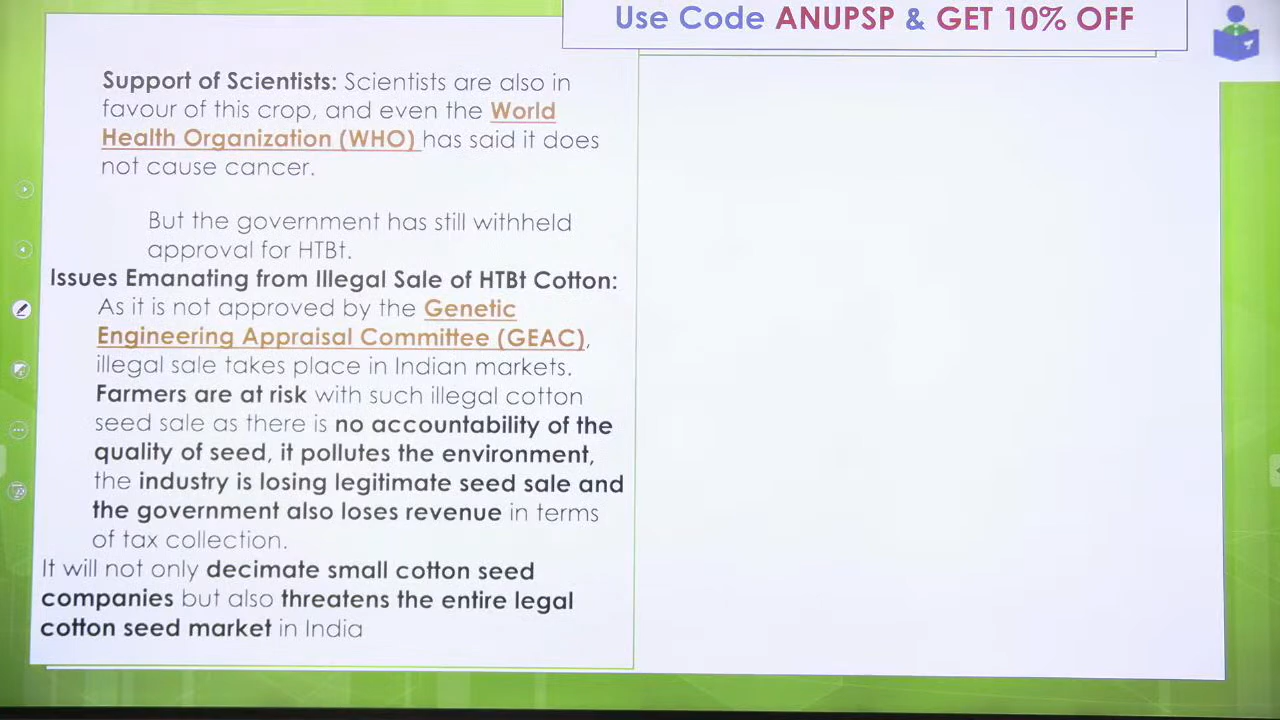 Use Code ANUPSP & GET 10% OFF
Support of Scientists: Scientists are also in
favour of this crop, and even the World
Health Organization (WHO) has said it does
not cause cancer.
But the government has still withheld
approval for HTBt.
Issues Emanating from Illegal Sale of HTBt Cotton:
As it is not approved by the Genetic
Engineering Appraisal Committee (GEAC),
illegal sale takes place in Indian markets.
Farmers are at risk with such illegal cotton
seed sale as there is no accountability of the
quality of seed, it pollutes the environment,
the industry is losing legitimate seed sale and
the government also loses revenue in terms
of tax collection.
It will not only decimate small cotton seed
companies but also threatens the entire legal
cotton seed market in India